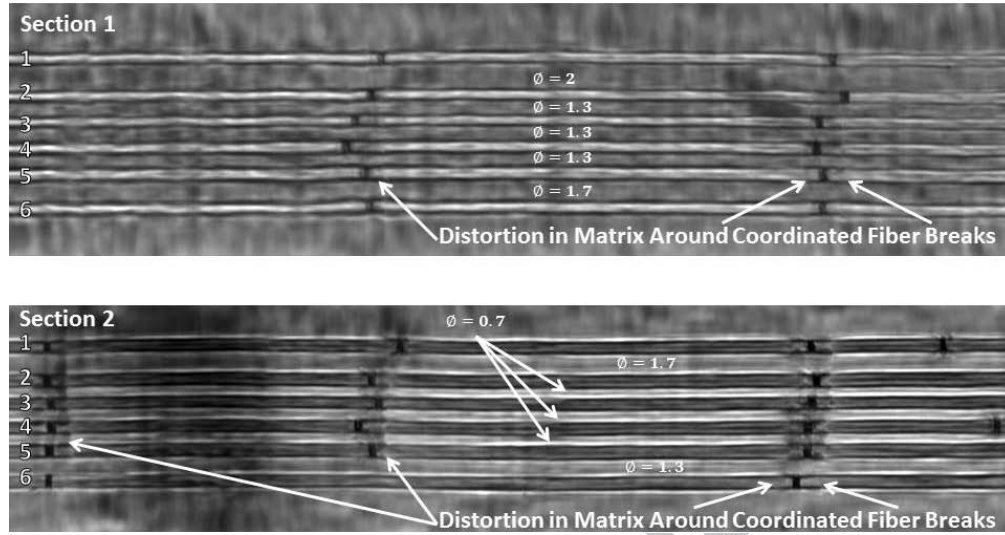 Section 1
1
∅ = 2
2
∅ = 1.3
3
∅ = 1.3
4
∅ = 1.3
5
∅ = 1.7
6
Distortion in Matrix Around Coordinated Fiber Breaks
Section 2
∅ = 0.7
1
∅ = 1.7
2
3
4
5
∅ = 1.3
6
Distortion in Matrix Around Coordinated Fiber Breaks